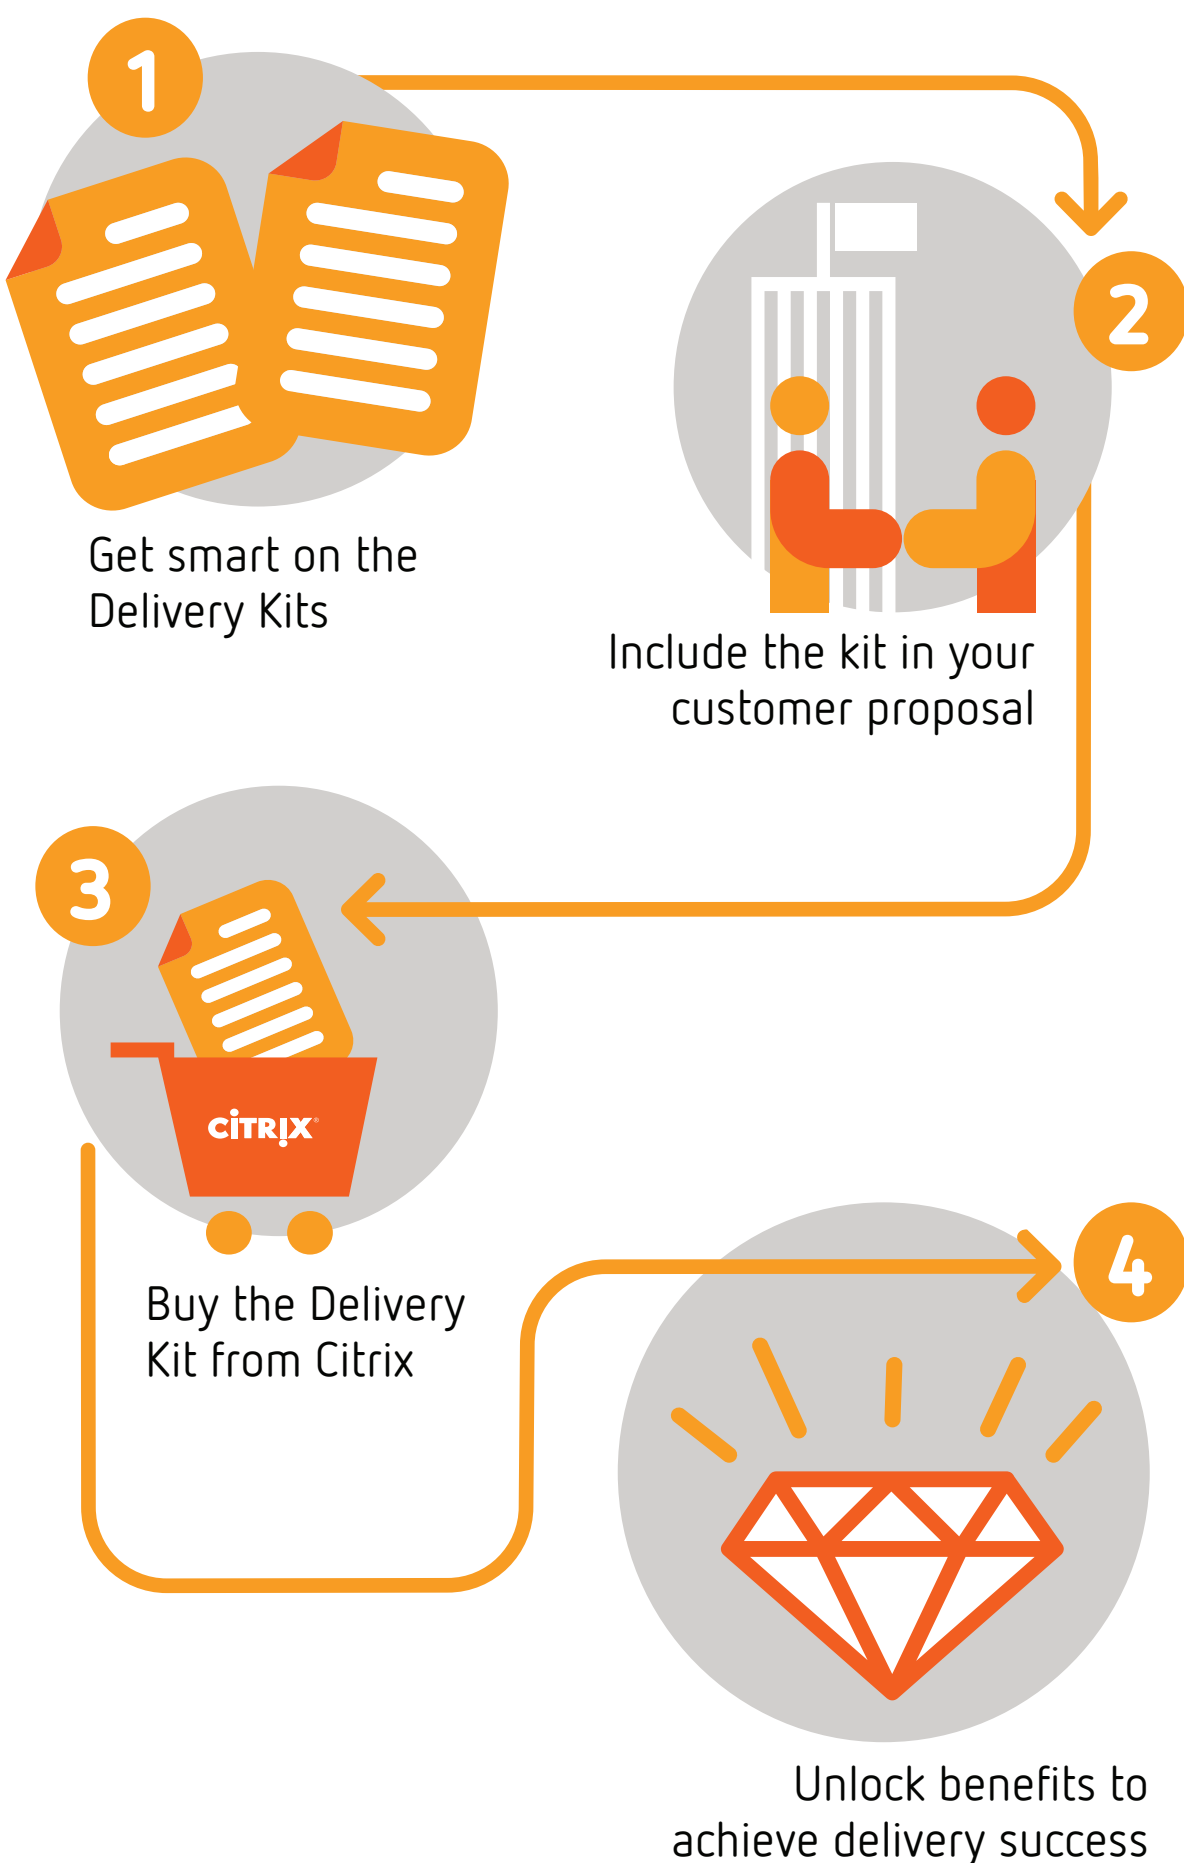 1
Get smart on the
Delivery Kits
2
Include the kit in your
customer proposal
3
CiTRIX®
Buy the Delivery
Kit from Citrix
4
Unlock benefits to
achieve delivery success